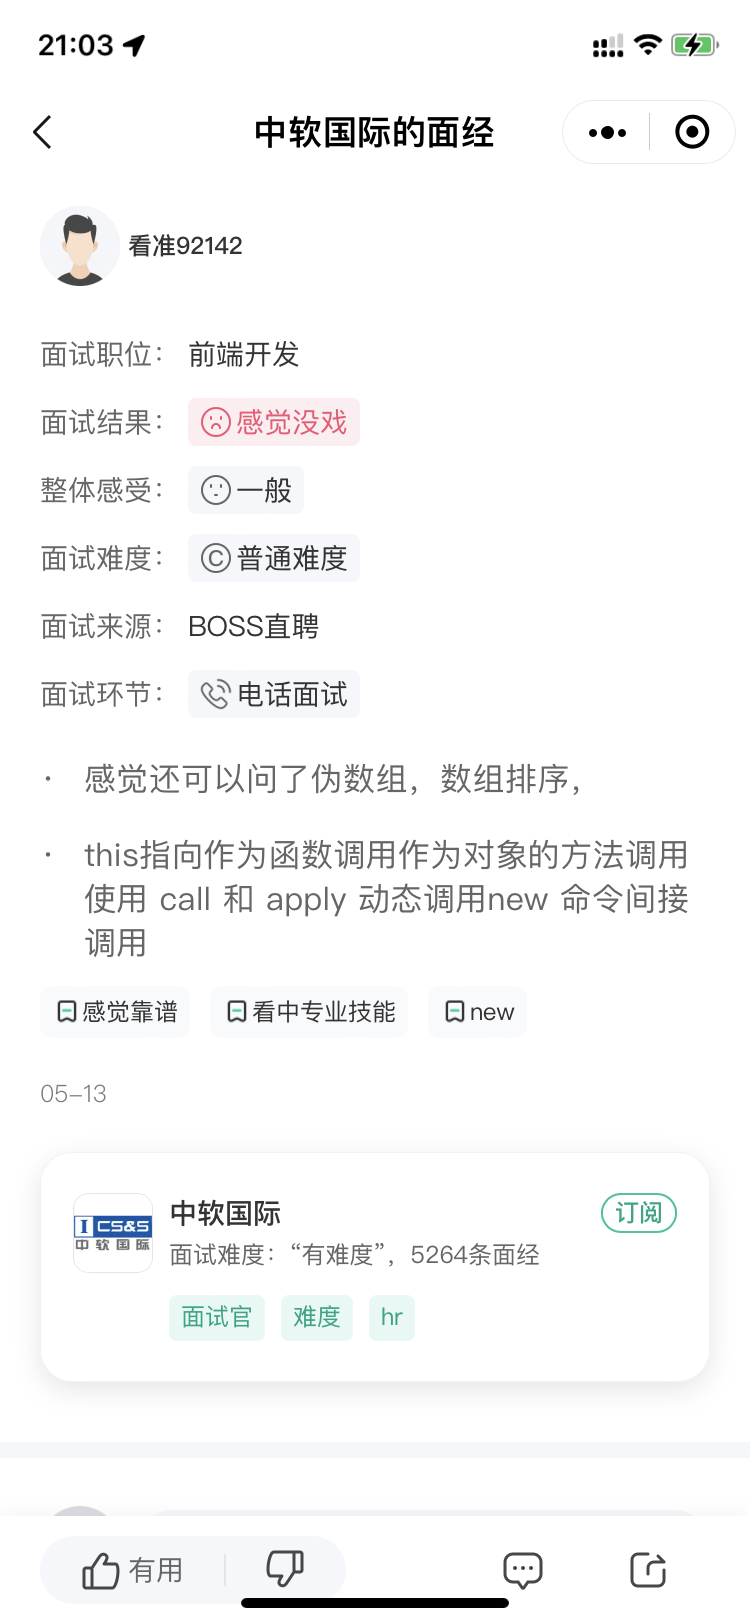 21:03
中软国际的面经
看准92142
面试职位： 前端开发
面试结果： 感觉没戏
整体感受： 一般
面试难度： 普通难度
面试来源： BOSS直聘
面试环节： 电话面试
· 感觉还可以问了伪数组，数组排序，
· this指向作为函数调用作为对象的方法调用
使用 call 和 apply 动态调用new 命令间接
调用
感觉靠谱 看中专业技能 new
05-13
中软国际 订阅
I CS&S
中软国际
面试难度：“有难度”，5264条面经
面试官 难度 hr
有用